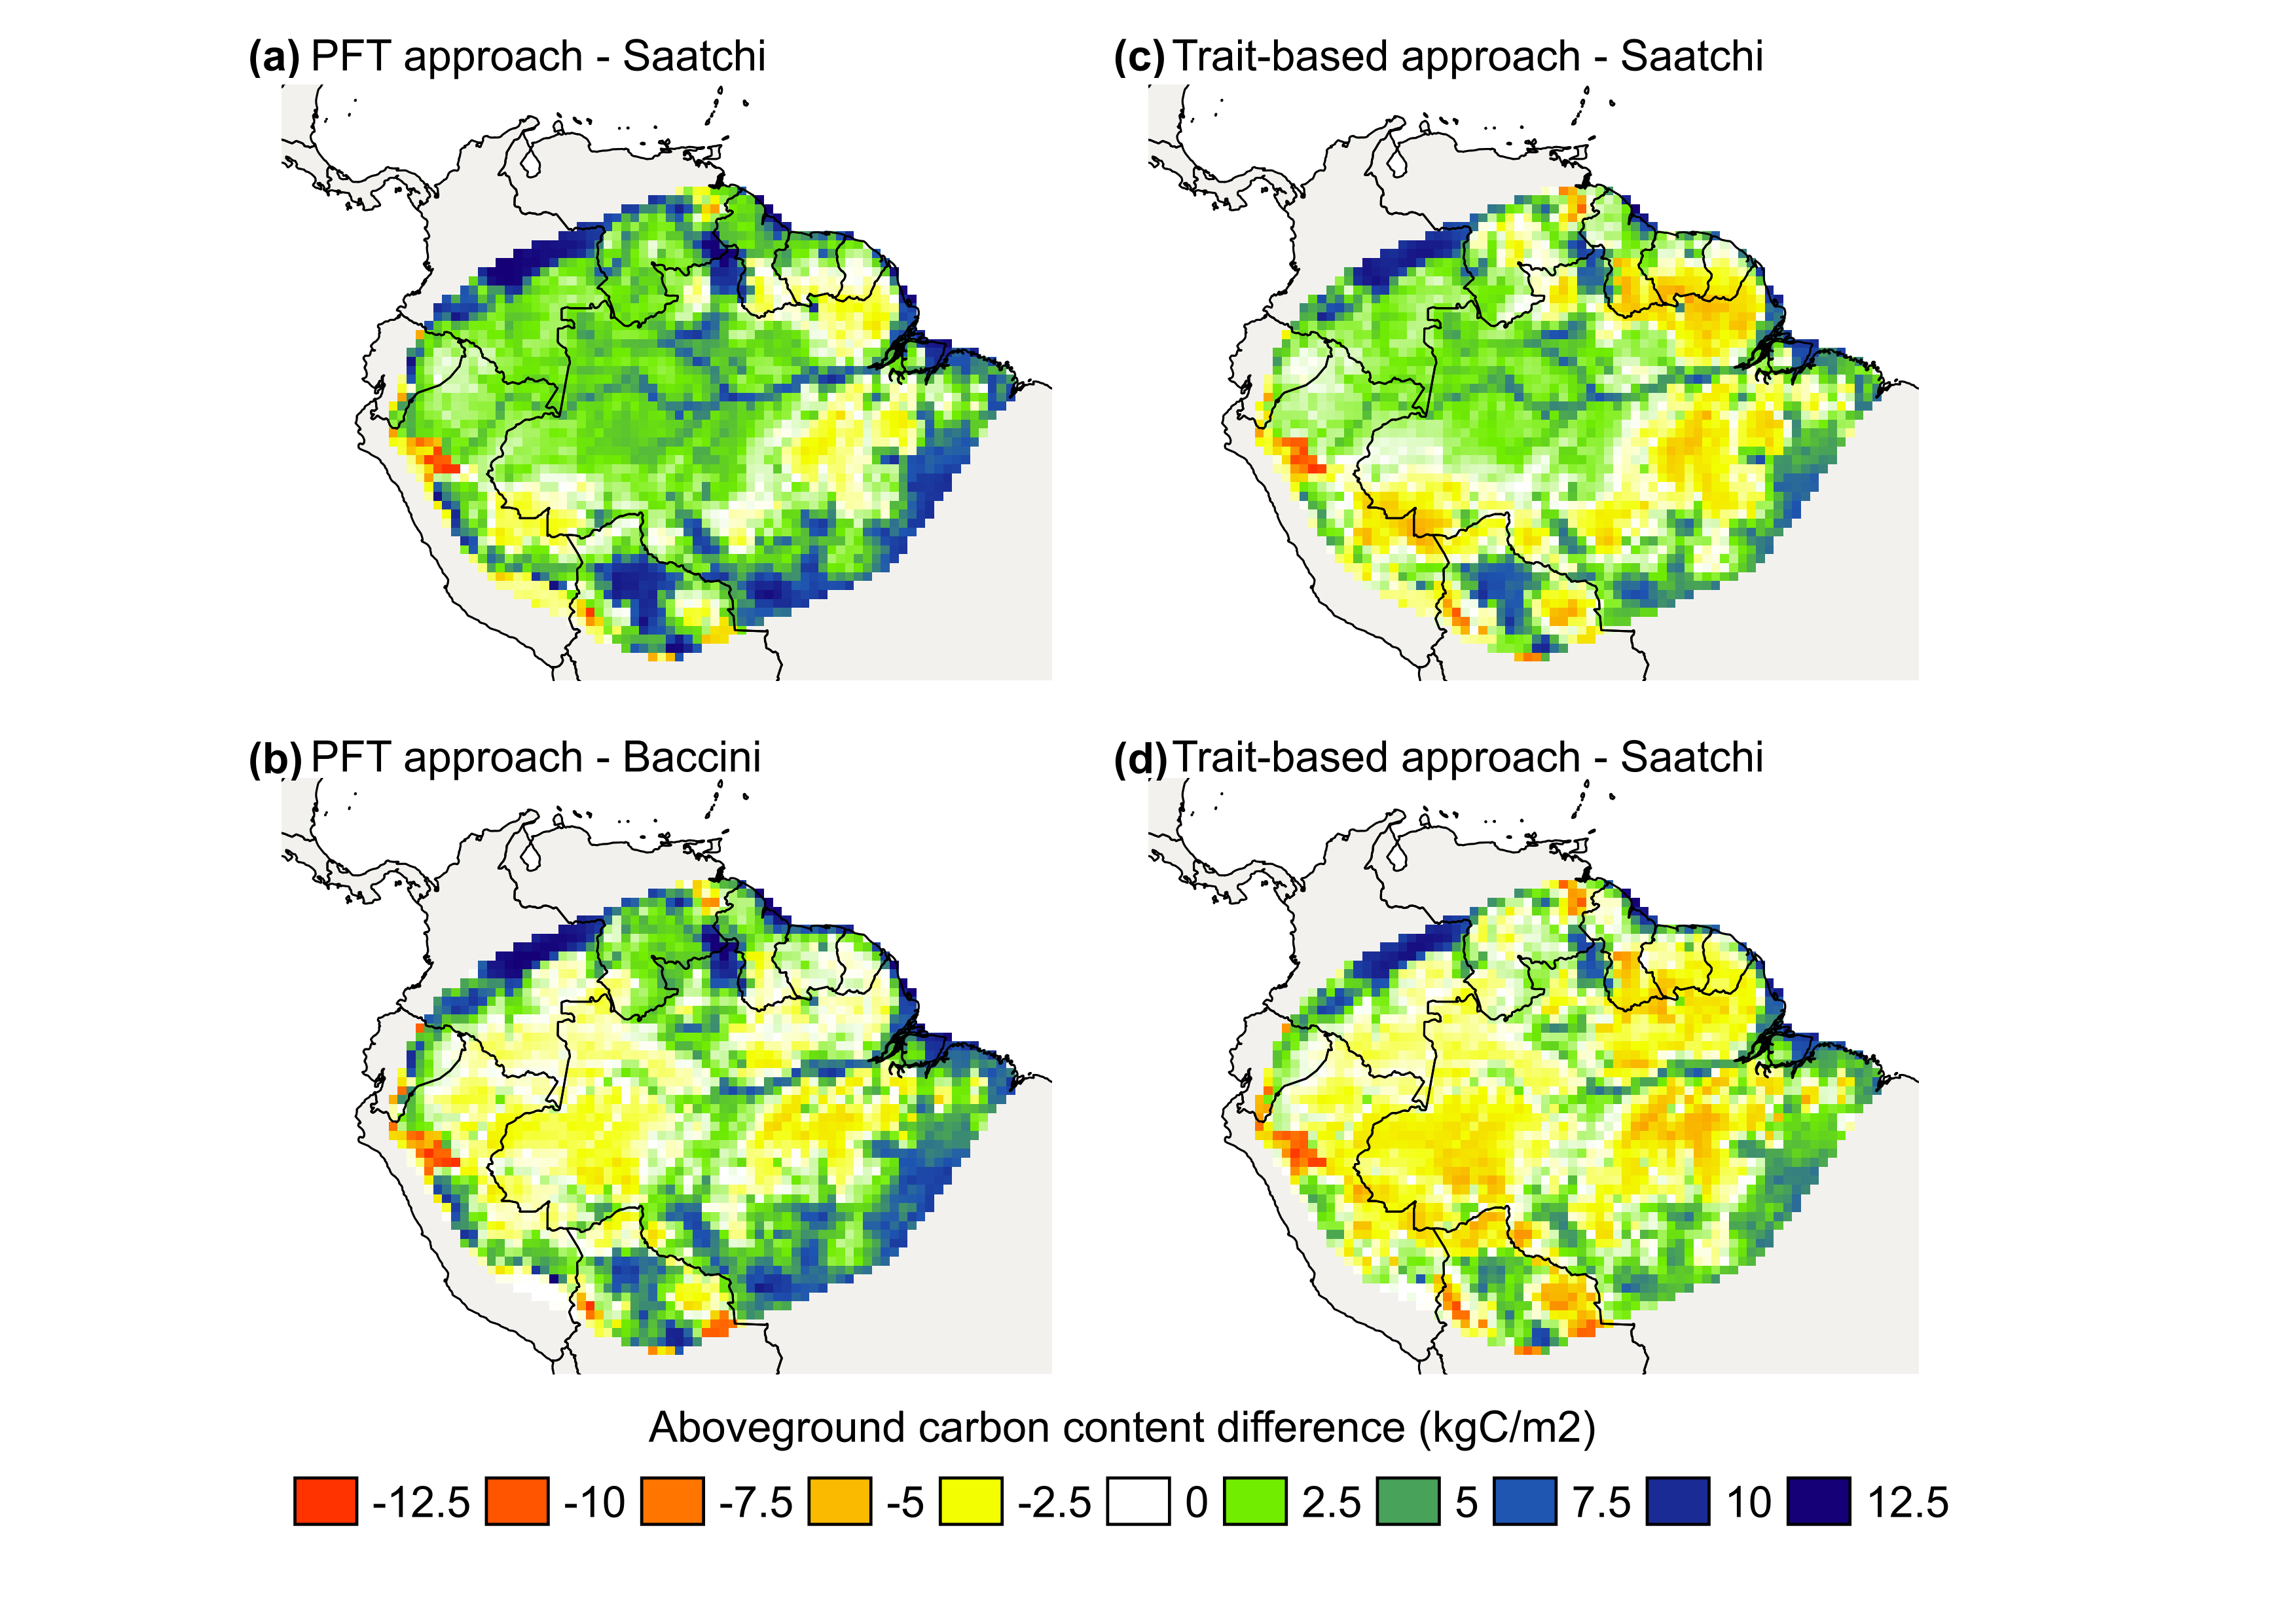 (a) PFT approach - Saatchi
(c) Trait-based approach - Saatchi
(b) PFT approach - Baccini
(d) Trait-based approach - Saatchi
Aboveground carbon content difference (kgC/m2)
-12.5 -10 -7.5 -5 -2.5 0 2.5 5 7.5 10 12.5